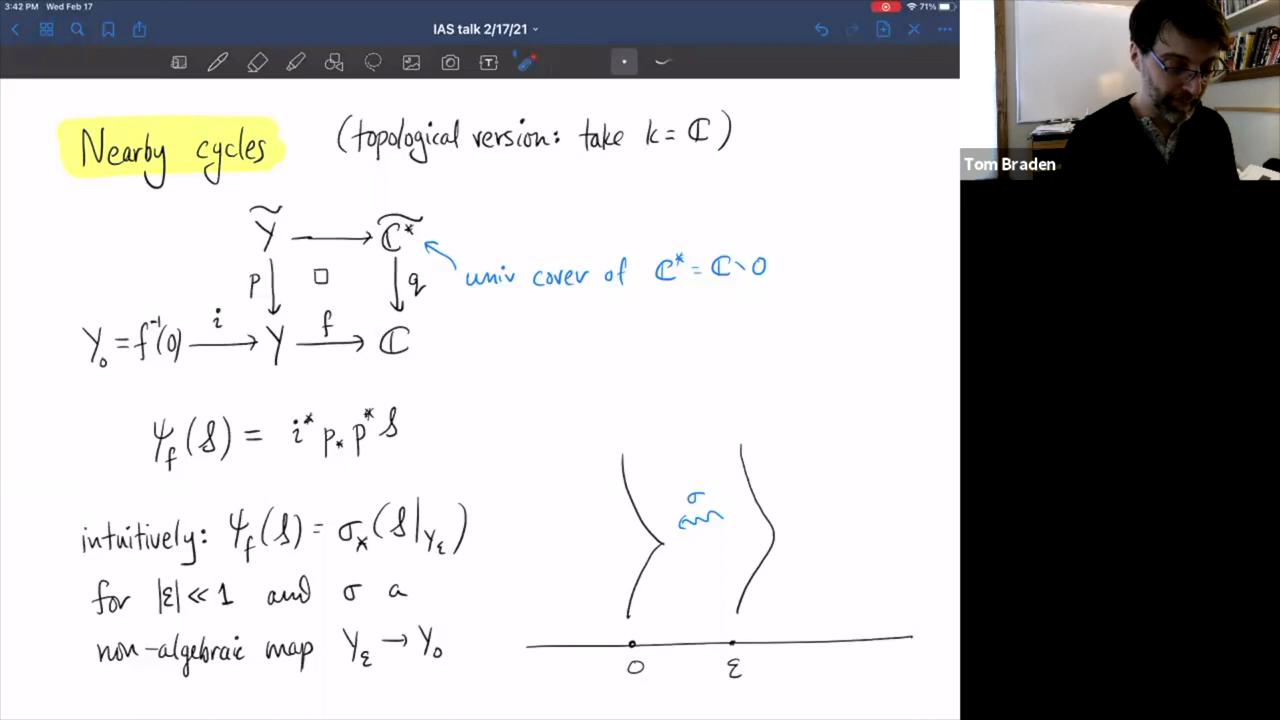 3:42 PM Wed Feb 17
71%
IAS talk 2/17/21
T
Nearby cycles (topological version: take k = ℂ)
Ỹ → ℂ̃*
univ cover of ℂ* = ℂ∖0
p □ q
Y₀ = f⁻¹(0) →ⁱ Y →ᶠ ℂ
ψ_f(S) = i* p_* p* S
intuitively: ψ_f(S) = σ_*(S|_{Y_ε})
for |ε| ≪ 1 and σ a
non-algebraic map Y_ε → Y₀
σ
0 ε
Tom Braden